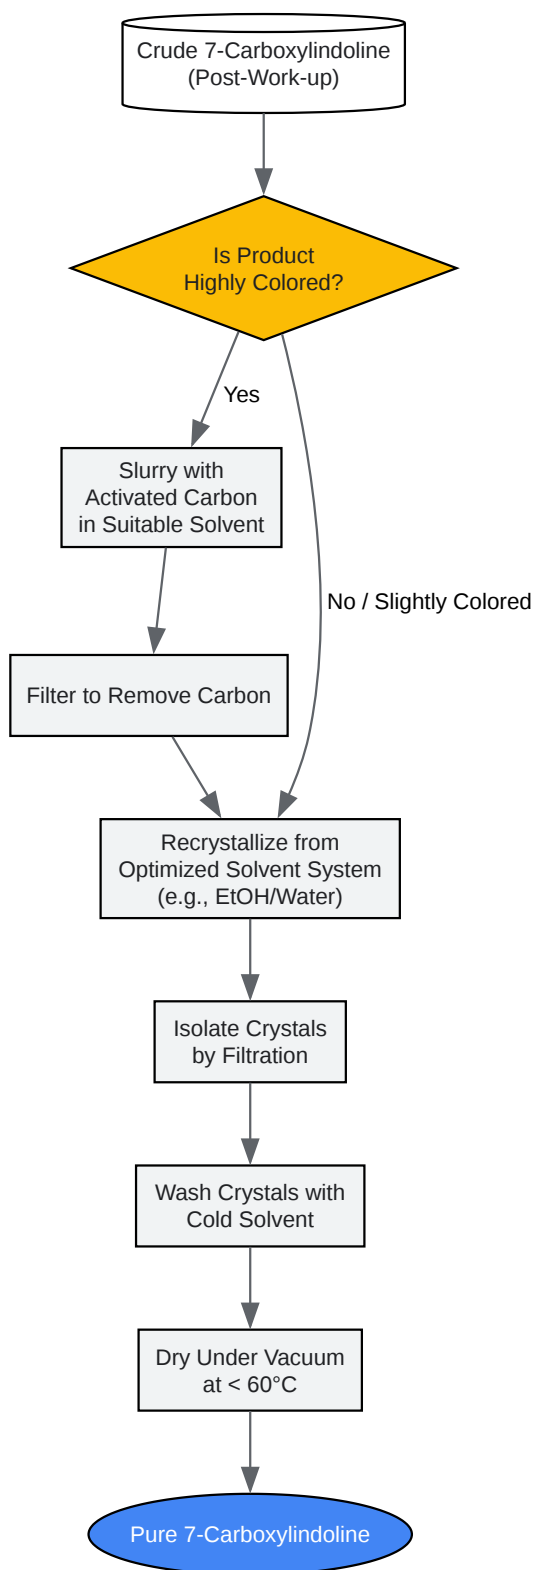 Crude 7-Carboxylindoline
(Post-Work-up)
Is Product
Highly Colored?
Yes
Slurry with
Activated Carbon
in Suitable Solvent
No / Slightly Colored
Filter to Remove Carbon
Recrystallize from
Optimized Solvent System
(e.g., EtOH/Water)
Isolate Crystals
by Filtration
Wash Crystals with
Cold Solvent
Dry Under Vacuum
at < 60°C
Pure 7-Carboxylindoline